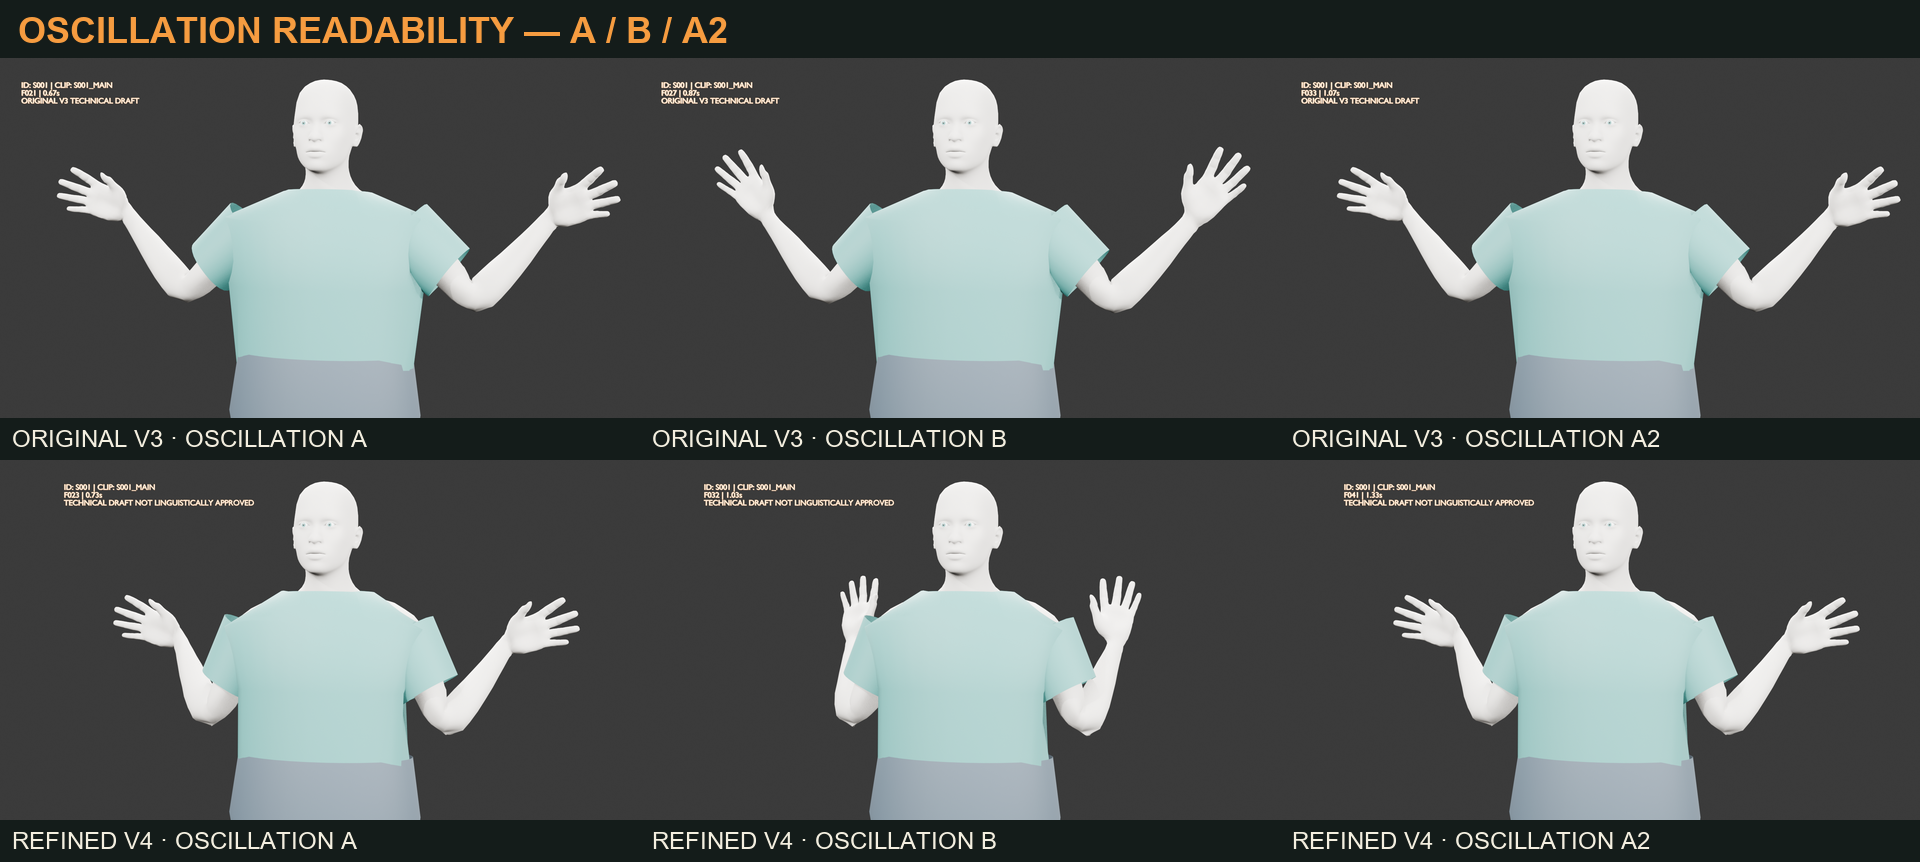 OSCILLATION READABILITY — A / B / A2
ID: S001 | CLIP: S001_MAIN
F021 | 0.67s
ORIGINAL V3 TECHNICAL DRAFT
ID: S001 | CLIP: S001_MAIN
F027 | 0.87s
ORIGINAL V3 TECHNICAL DRAFT
ID: S001 | CLIP: S001_MAIN
F033 | 1.07s
ORIGINAL V3 TECHNICAL DRAFT
ORIGINAL V3 · OSCILLATION A
ORIGINAL V3 · OSCILLATION B
ORIGINAL V3 · OSCILLATION A2
ID: S001 | CLIP: S001_MAIN
F023 | 0.73s
TECHNICAL DRAFT NOT LINGUISTICALLY APPROVED
ID: S001 | CLIP: S001_MAIN
F032 | 1.03s
TECHNICAL DRAFT NOT LINGUISTICALLY APPROVED
ID: S001 | CLIP: S001_MAIN
F041 | 1.33s
TECHNICAL DRAFT NOT LINGUISTICALLY APPROVED
REFINED V4 · OSCILLATION A
REFINED V4 · OSCILLATION B
REFINED V4 · OSCILLATION A2